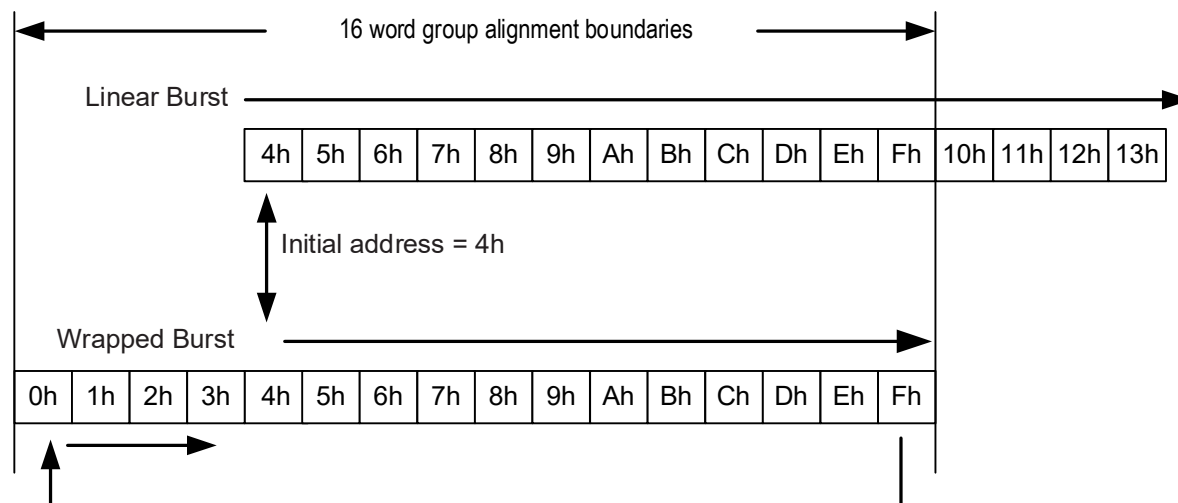 16 word group alignment boundaries
Linear Burst
4h 5h 6h 7h 8h 9h Ah Bh Ch Dh Eh Fh 10h 11h 12h 13h
Initial address = 4h
Wrapped Burst
0h 1h 2h 3h 4h 5h 6h 7h 8h 9h Ah Bh Ch Dh Eh Fh